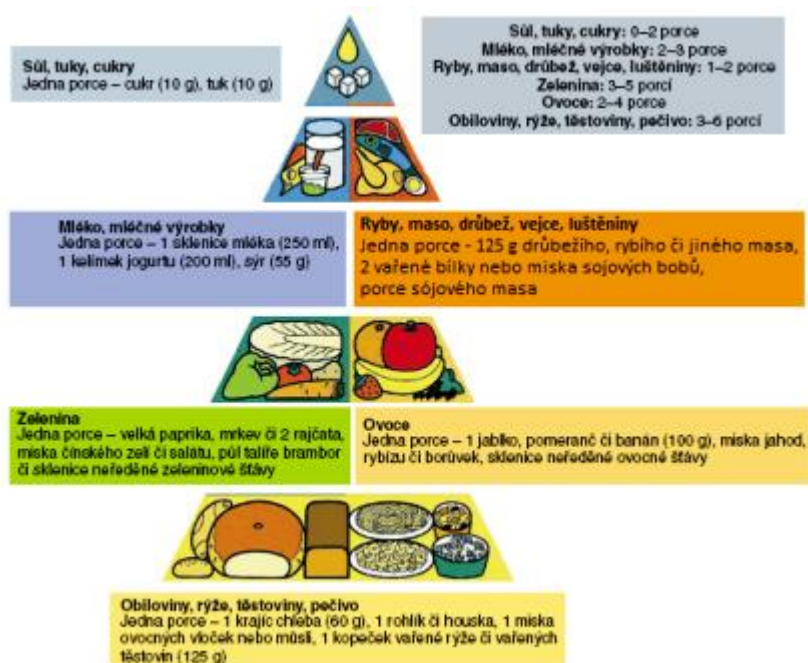 Sůl, tuky, cukry
Jedna porce – cukr (10 g), tuk (10 g)
Sůl, tuky, cukry: 0–2 porce
Mléko, mléčné výrobky: 2–3 porce
Ryby, maso, drůbež, vejce, luštěniny: 1–2 porce
Zelenina: 3–5 porcí
Ovoce: 2–4 porce
Obiloviny, rýže, těstoviny, pečivo: 3–6 porcí
Mléko, mléčné výrobky
Jedna porce – 1 sklenice mléka (250 ml),
1 kelímek jogurtu (200 ml), sýr (55 g)
Ryby, maso, drůbež, vejce, luštěniny
Jedna porce - 125 g drůbežího, rybího či jiného masa,
2 vařené bílky nebo miska sojových bobů,
porce sójového masa
Zelenina
Jedna porce – velká paprika, mrkev či 2 rajčata,
miska čínského zelí či salátu, půl talíře brambor
či sklenice neředěné zeleninové šťávy
Ovoce
Jedna porce – 1 jablko, pomeranč či banán (100 g), miska jahod,
rybízu či borůvek, sklenice neředěné ovocné šťávy
Obiloviny, rýže, těstoviny, pečivo
Jedna porce – 1 krajíc chleba (60 g), 1 rohlík či houska, 1 miska
ovocných vloček nebo müsli, 1 kopeček vařené rýže či vařených
těstovin (125 g)